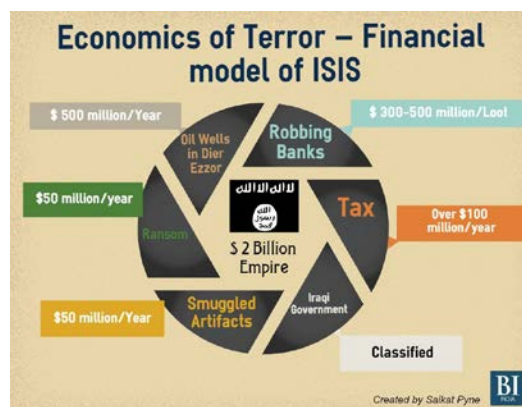 Economics of Terror – Financial
model of ISIS
$ 500 million/Year
$ 300-500 million/Loot
Oil Wells
in Dier
Ezzor
Robbing
Banks
$50 million/year
Ransom
Tax
Over $100
million/year
$ 2 Billion
Empire
$50 million/Year
Smuggled
Artifacts
Iraqi
Government
Classified
Created by Saikat Pyne
BI
INDIA